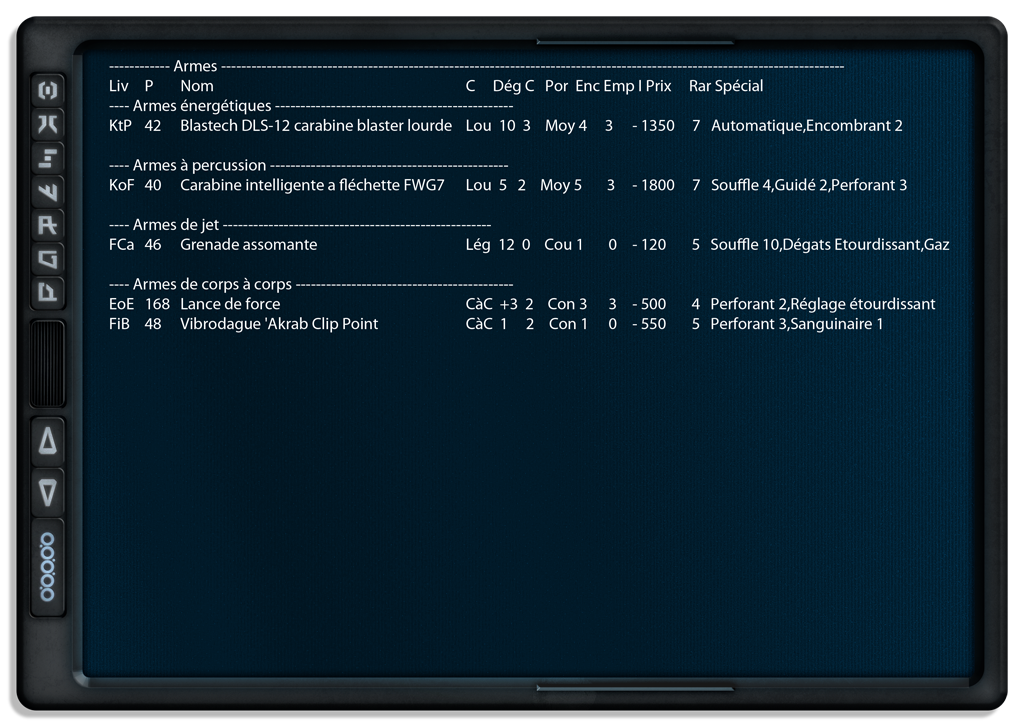 ------------ Armes ----------------------------------------------------------------------------------------------------------------------------
Liv P Nom C Dég C Por Enc Emp I Prix Rar Spécial
---- Armes énergétiques -----------------------------------------------
KtP 42 Blastech DLS-12 carabine blaster lourde Lou 10 3 Moy 4 3 - 1350 7 Automatique,Encombrant 2
---- Armes à percussion -----------------------------------------------
KoF 40 Carabine intelligente a fléchette FWG7 Lou 5 2 Moy 5 3 - 1800 7 Souffle 4,Guidé 2,Perforant 3
---- Armes de jet -----------------------------------------------------
FCa 46 Grenade assomante Lég 12 0 Cou 1 0 - 120 5 Souffle 10,Dégats Etourdissant,Gaz
---- Armes de corps à corps -------------------------------------------
EoE 168 Lance de force CàC +3 2 Con 3 3 - 500 4 Perforant 2,Réglage étourdissant
FiB 48 Vibrodague 'Akrab Clip Point CàC 1 2 Con 1 0 - 550 5 Perforant 3,Sanguinaire 1